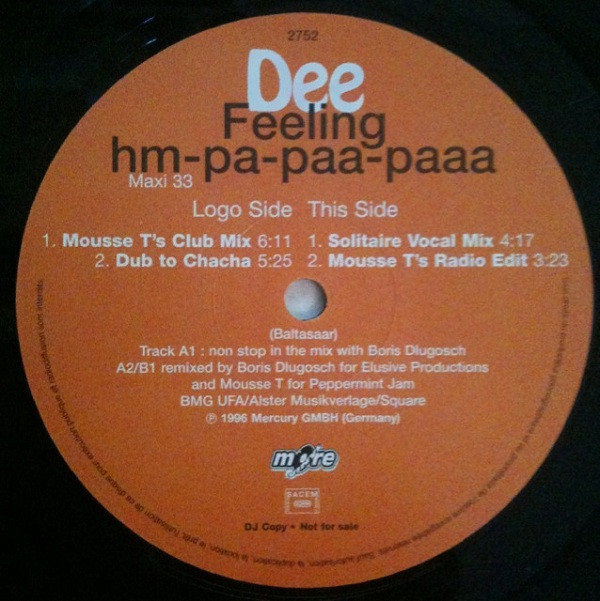 2752
Dee
Feeling
hm-pa-paa-paaa
Maxi 33
Logo Side This Side
1. Mousse T's Club Mix 6:11 1. Solitaire Vocal Mix 4:17
2. Dub to Chacha 5:25 2. Mousse T's Radio Edit 3:23
(Baltasaar)
Track A1 : non stop in the mix with Boris Dlugosch
A2/B1 remixed by Boris Dlugosch for Elusive Productions
and Mousse T for Peppermint Jam
BMG UFA/Alster Musikverlage/Square
℗ 1996 Mercury GMBH (Germany)
more
SACEM
DJ Copy • Not for sale